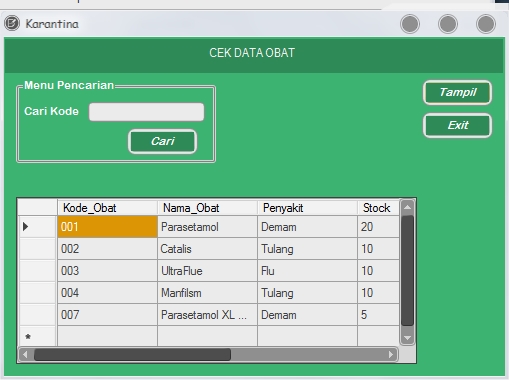 Karantina
CEK DATA OBAT
Menu Pencarian
Cari Kode
Cari
Tampil
Exit
Kode_Obat Nama_Obat Penyakit Stock
001 Parasetamol Demam 20
002 Catalis Tulang 10
003 UltraFlue Flu 10
004 Manfilsm Tulang 10
007 Parasetamol XL ... Demam 5
*